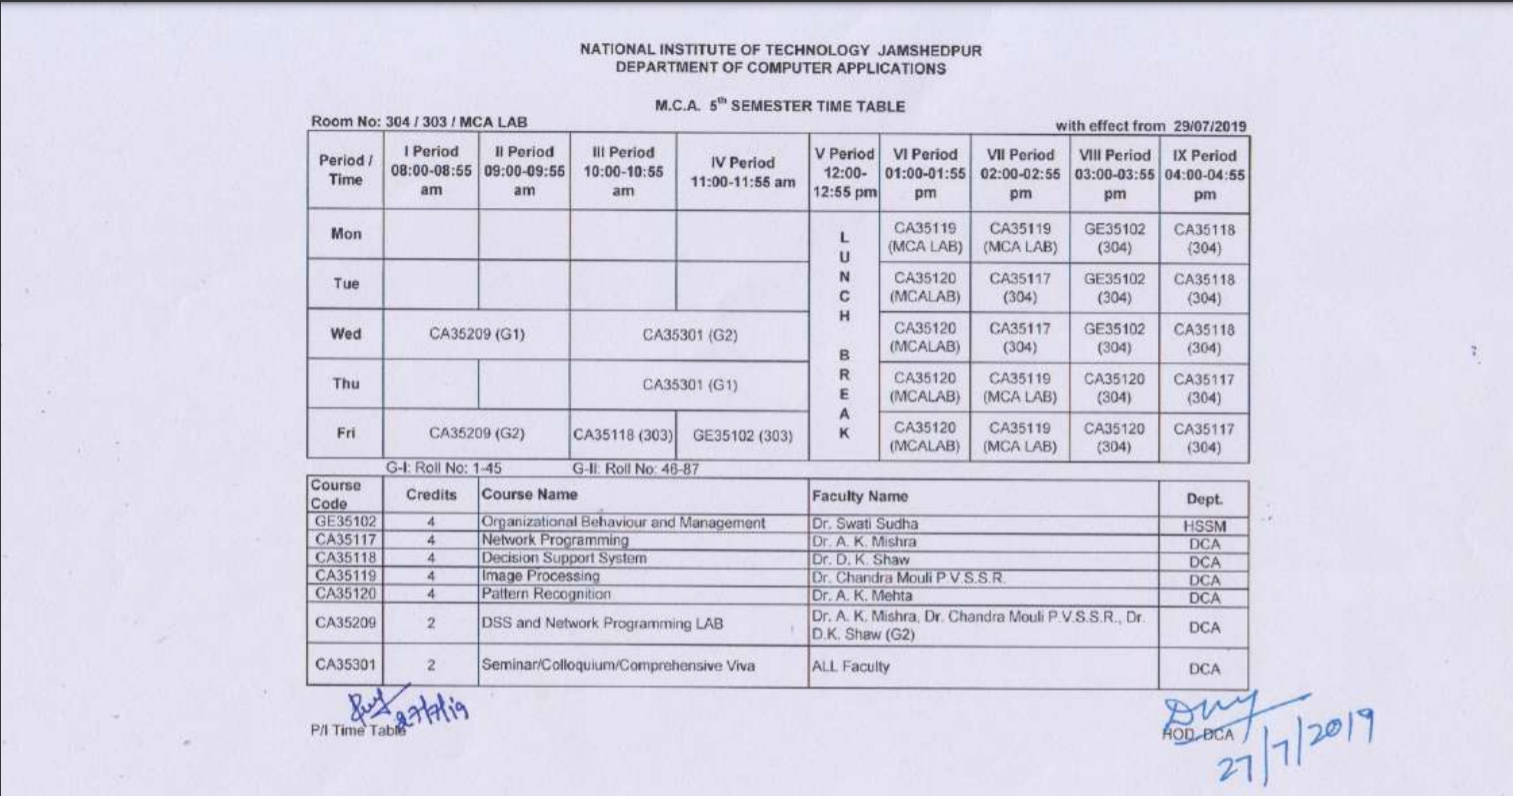 NATIONAL INSTITUTE OF TECHNOLOGY JAMSHEDPUR
DEPARTMENT OF COMPUTER APPLICATIONS
M.C.A. 5th SEMESTER TIME TABLE
Room No: 304 / 303 / MCA LAB with effect from 29/07/2019
Period / Time I Period 08:00-08:55 am II Period 09:00-09:55 am III Period 10:00-10:55 am IV Period 11:00-11:55 am V Period 12:00-12:55 pm VI Period 01:00-01:55 pm VII Period 02:00-02:55 pm VIII Period 03:00-03:55 pm IX Period 04:00-04:55 pm
LUNCH BREAK
Mon CA35119 (MCA LAB) CA35119 (MCA LAB) GE35102 (304) CA35118 (304)
Tue CA35120 (MCALAB) CA35117 (304) GE35102 (304) CA35118 (304)
Wed CA35209 (G1) CA35301 (G2) CA35120 (MCALAB) CA35117 (304) GE35102 (304) CA35118 (304)
Thu CA35301 (G1) CA35120 (MCALAB) CA35119 (MCA LAB) CA35120 (304) CA35117 (304)
Fri CA35209 (G2) CA35118 (303) GE35102 (303) CA35120 (MCALAB) CA35119 (MCA LAB) CA35120 (304) CA35117 (304)
G-I: Roll No: 1-45 G-II: Roll No: 46-87
Course Code Credits Course Name Faculty Name Dept.
GE35102 4 Organizational Behaviour and Management Dr. Swati Sudha HSSM
CA35117 4 Network Programming Dr. A. K. Mishra DCA
CA35118 4 Decision Support System Dr. D. K. Shaw DCA
CA35119 4 Image Processing Dr. Chandra Mouli P.V.S.S.R. DCA
CA35120 4 Pattern Recognition Dr. A. K. Mehta DCA
CA35209 2 DSS and Network Programming LAB Dr. A. K. Mishra, Dr. Chandra Mouli P.V.S.S.R., Dr. D.K. Shaw (G2) DCA
CA35301 2 Seminar/Colloquium/Comprehensive Viva ALL Faculty DCA
27/7/19
P/I Time Table
HOD-DCA
27/7/2019